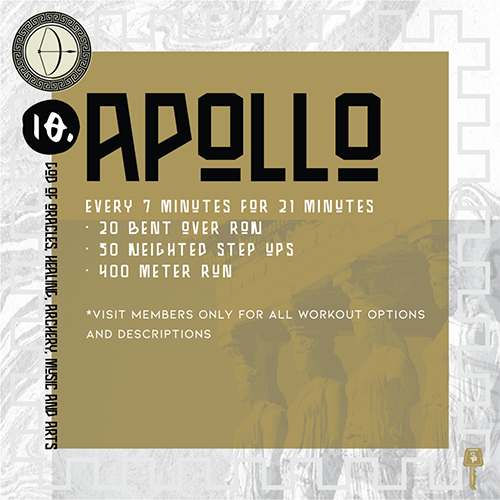 10.
APOLLO
GOD OF ORACLES, HEALING, ARCHERY, MUSIC AND ARTS
EVERY 7 MINUTES FOR 21 MINUTES
· 20 BENT OVER ROW
· 30 WEIGHTED STEP UPS
· 400 METER RUN
*VISIT MEMBERS ONLY FOR ALL WORKOUT OPTIONS
AND DESCRIPTIONS